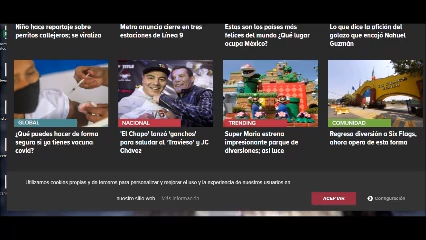 Niño hace reportaje sobre
perritos callejeros; se viraliza
Metro anuncia cierre en tres
estaciones de Línea 9
Estos son los países más
felices del mundo ¿Qué lugar
ocupa México?
Lo que dice la afición del
golazo que encajó Nahuel
Guzmán
GLOBAL
¿Qué puedes hacer de forma
segura si ya tienes vacuna
covid?
NACIONAL
'El Chapo' lanzó 'ganchos'
para saludar al 'Travieso' y JC
Chávez
TRENDING
Super Mario estrena
impresionante parque de
diversiones; así luce
COMUNIDAD
Regresa diversión a Six Flags,
ahora opera de esta forma
Utilizamos cookies propias y de terceros para personalizar y mejorar el uso y la experiencia de nuestros usuarios en
nuestro sitio web.
Más información
ACEPTAR
Configuración